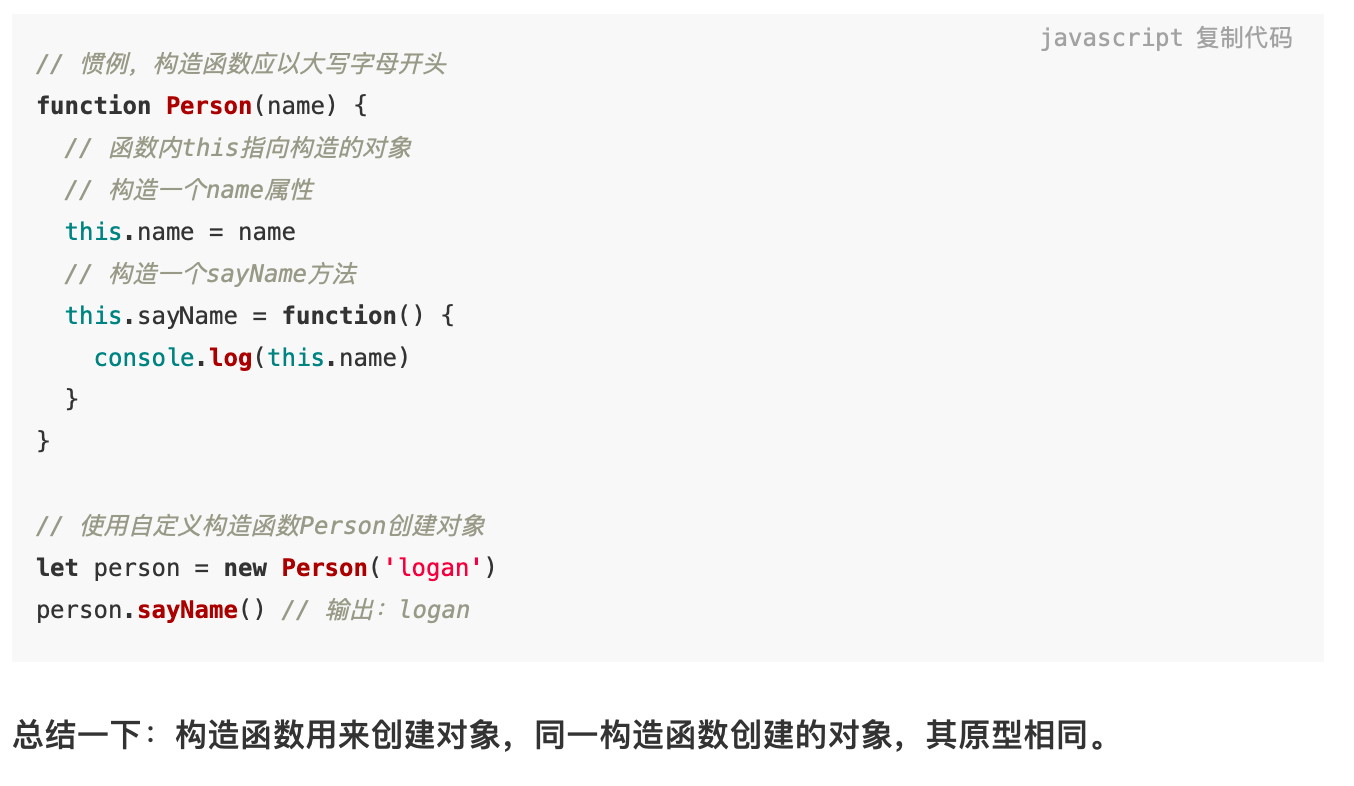 javascript 复制代码
// 惯例，构造函数应以大写字母开头
function Person(name) {
  // 函数内this指向构造的对象
  // 构造一个name属性
  this.name = name
  // 构造一个sayName方法
  this.sayName = function() {
    console.log(this.name)
  }
}
// 使用自定义构造函数Person创建对象
let person = new Person('logan')
person.sayName() // 输出：logan
总结一下：构造函数用来创建对象，同一构造函数创建的对象，其原型相同。